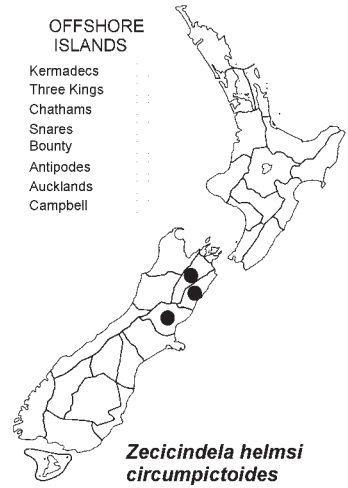 OFFSHORE
ISLANDS
Kermadecs
Three Kings
Chathams
Snares
Bounty
Antipodes
Aucklands
Campbell
Zecicindela helmsi
circumpictoides